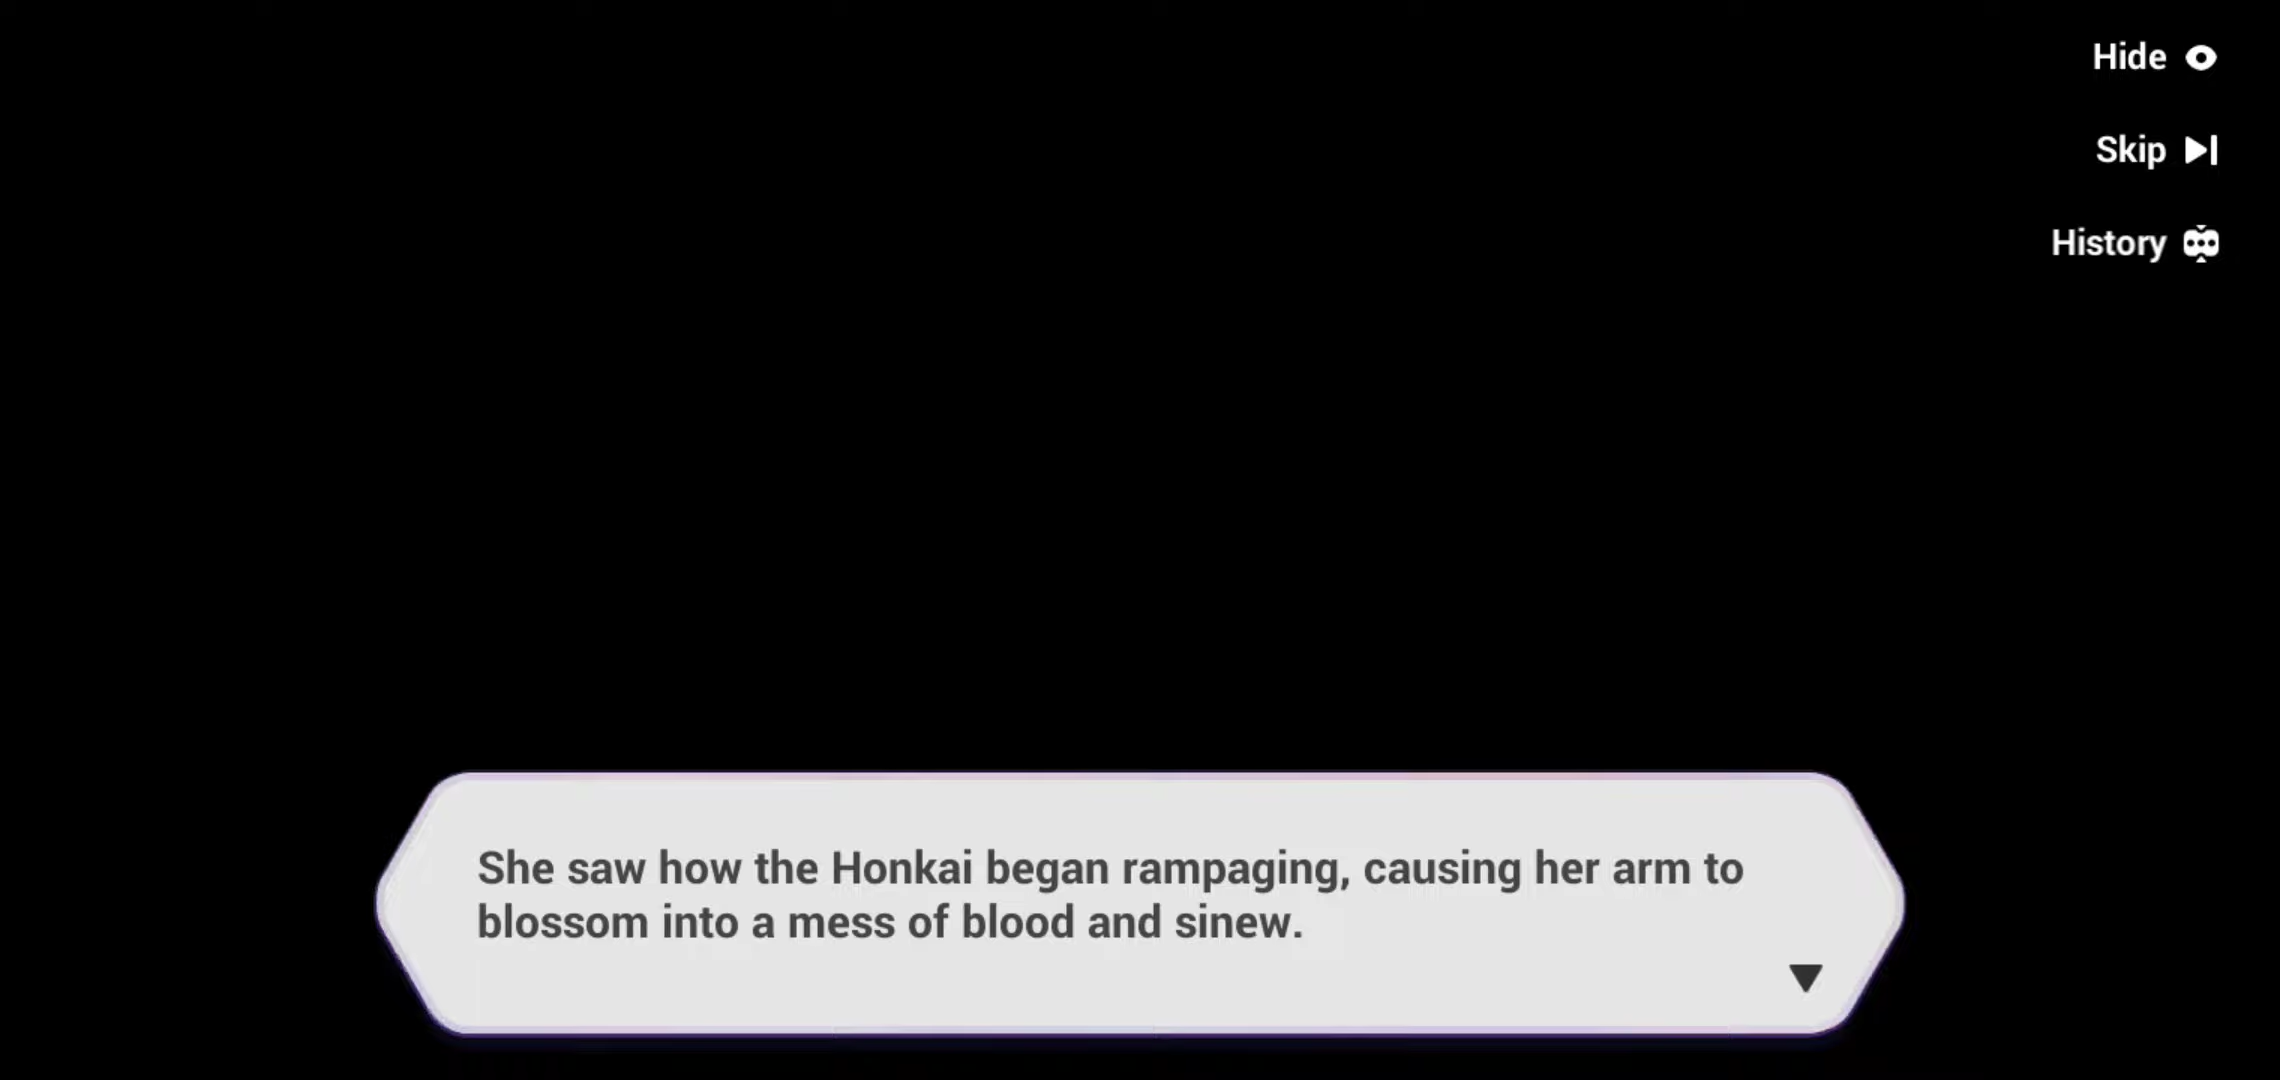 Hide
Skip
History
She saw how the Honkai began rampaging, causing her arm to
blossom into a mess of blood and sinew.